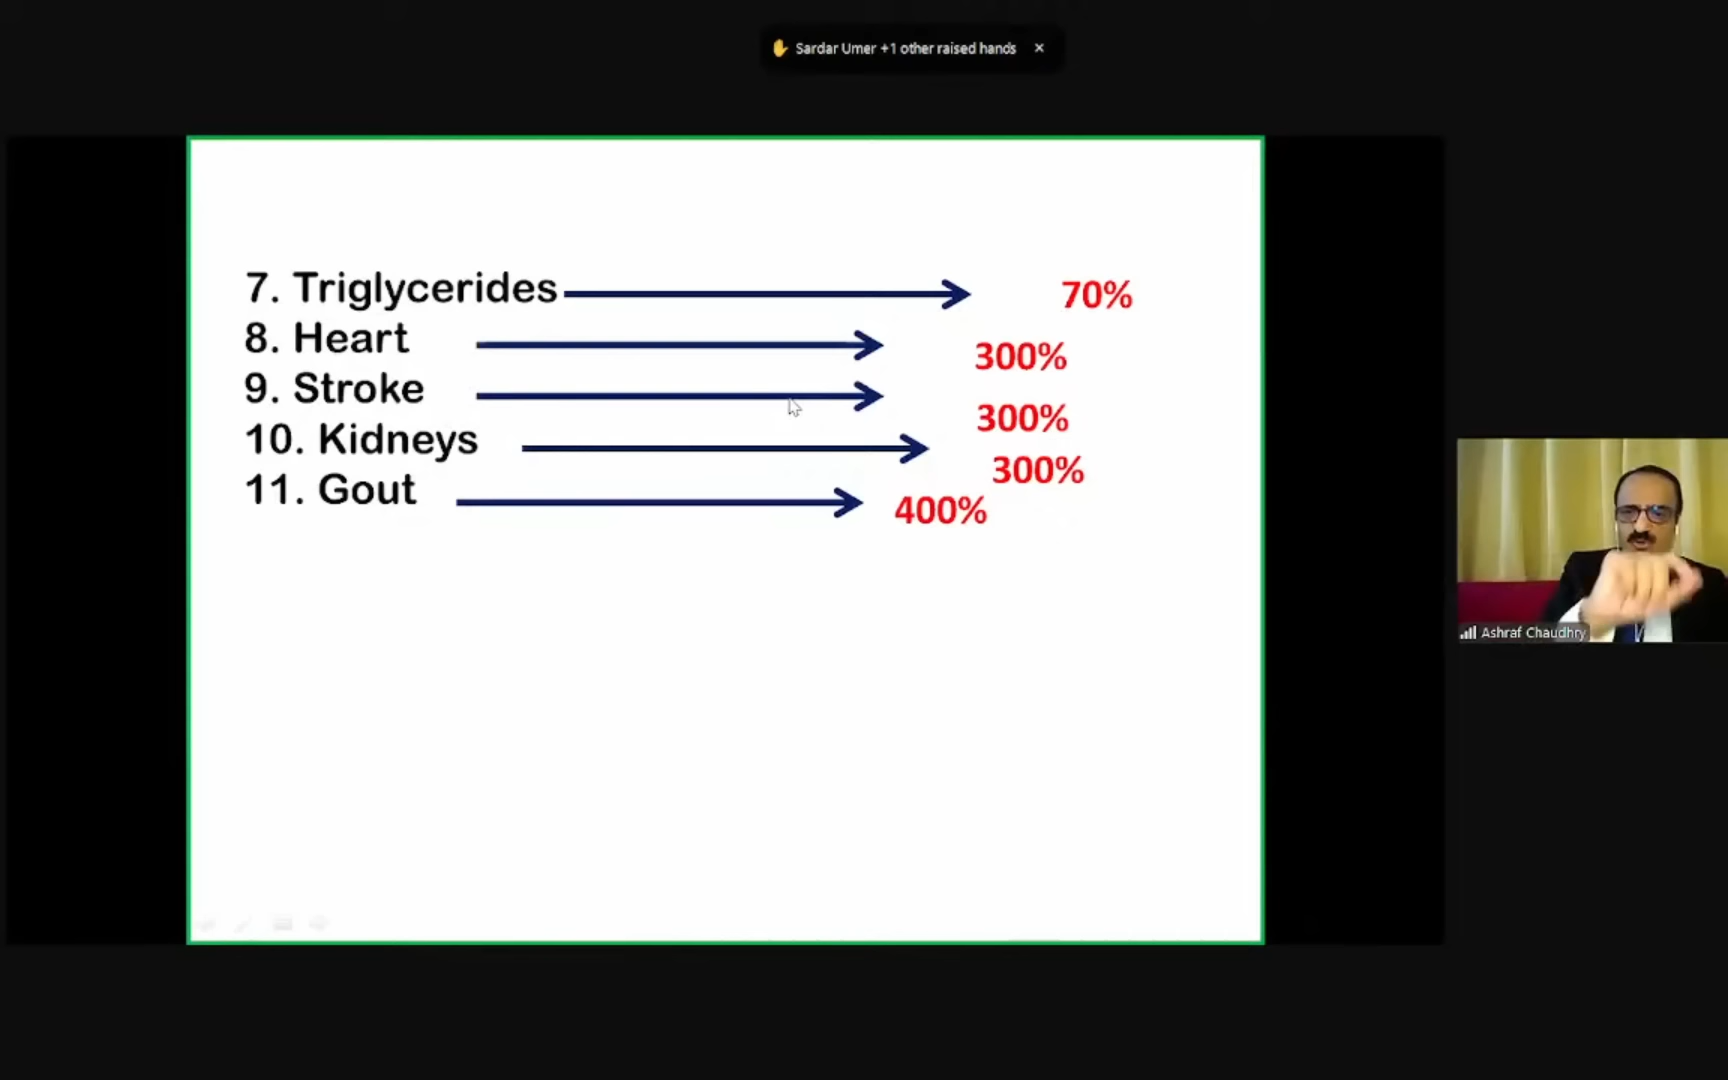 Sardar Umer +1 other raised hands
7. Triglycerides 70%
8. Heart 300%
9. Stroke 300%
10. Kidneys 300%
11. Gout 400%
Ashraf Chaudhry